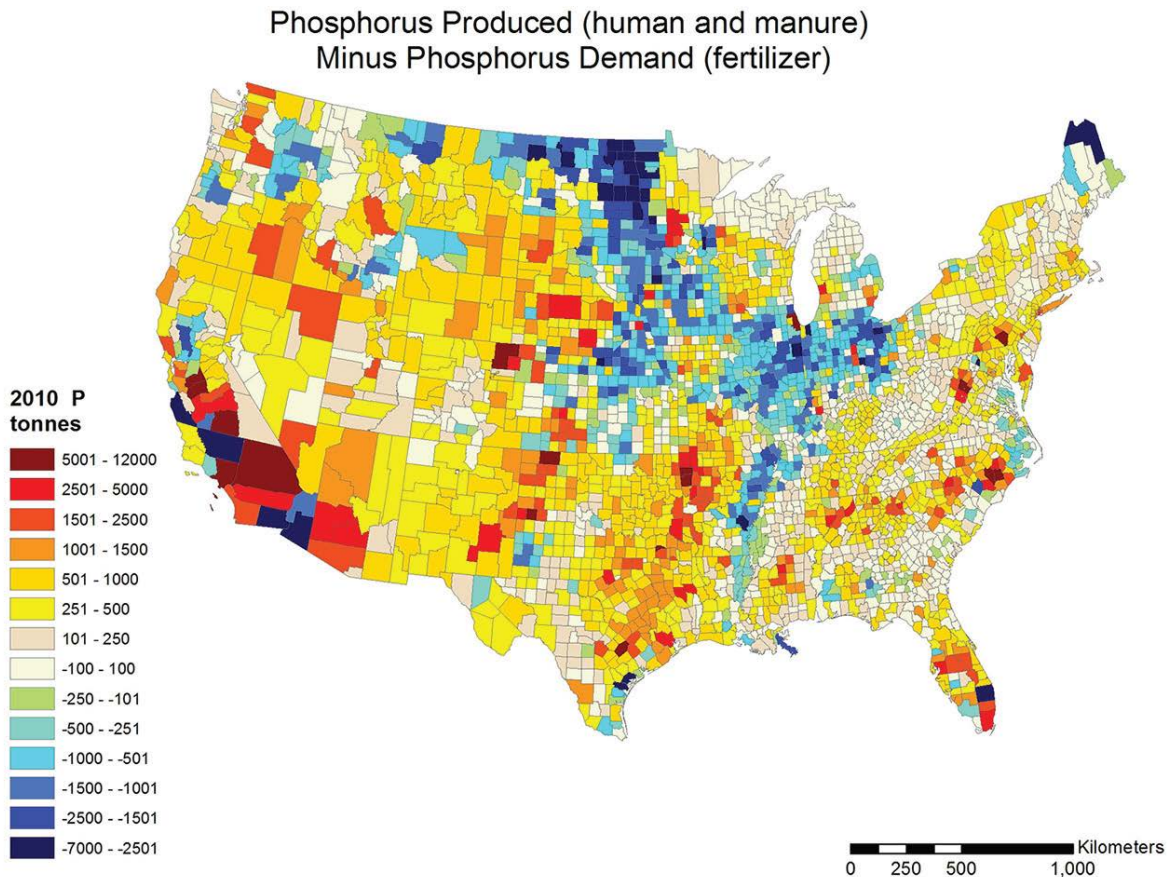 Phosphorus Produced (human and manure)
Minus Phosphorus Demand (fertilizer)
2010 P
tonnes
5001 - 12000
2501 - 5000
1501 - 2500
1001 - 1500
501 - 1000
251 - 500
101 - 250
-100 - 100
-250 - -101
-500 - -251
-1000 - -501
-1500 - -1001
-2500 - -1501
-7000 - -2501
Kilometers
0 250 500 1,000